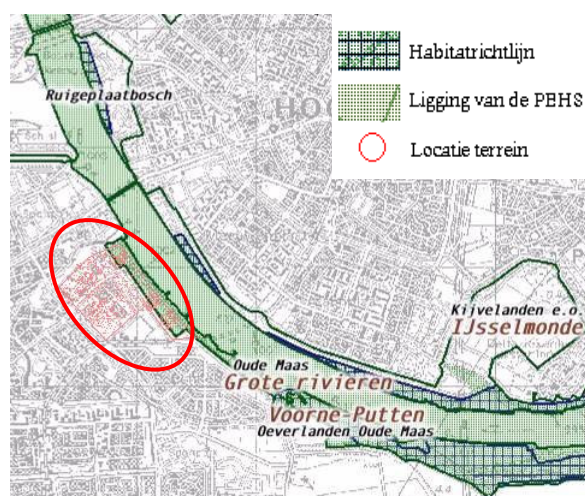 Habitatrichtlijn
Ligging van de PEHS
Locatie terrein
Ruigeplaatbosch
HOO
Kijvelanden e.o.
IJsselmonde
Oude Maas
Grote rivieren
Voorne-Putten
Oeverlanden Oude Maas